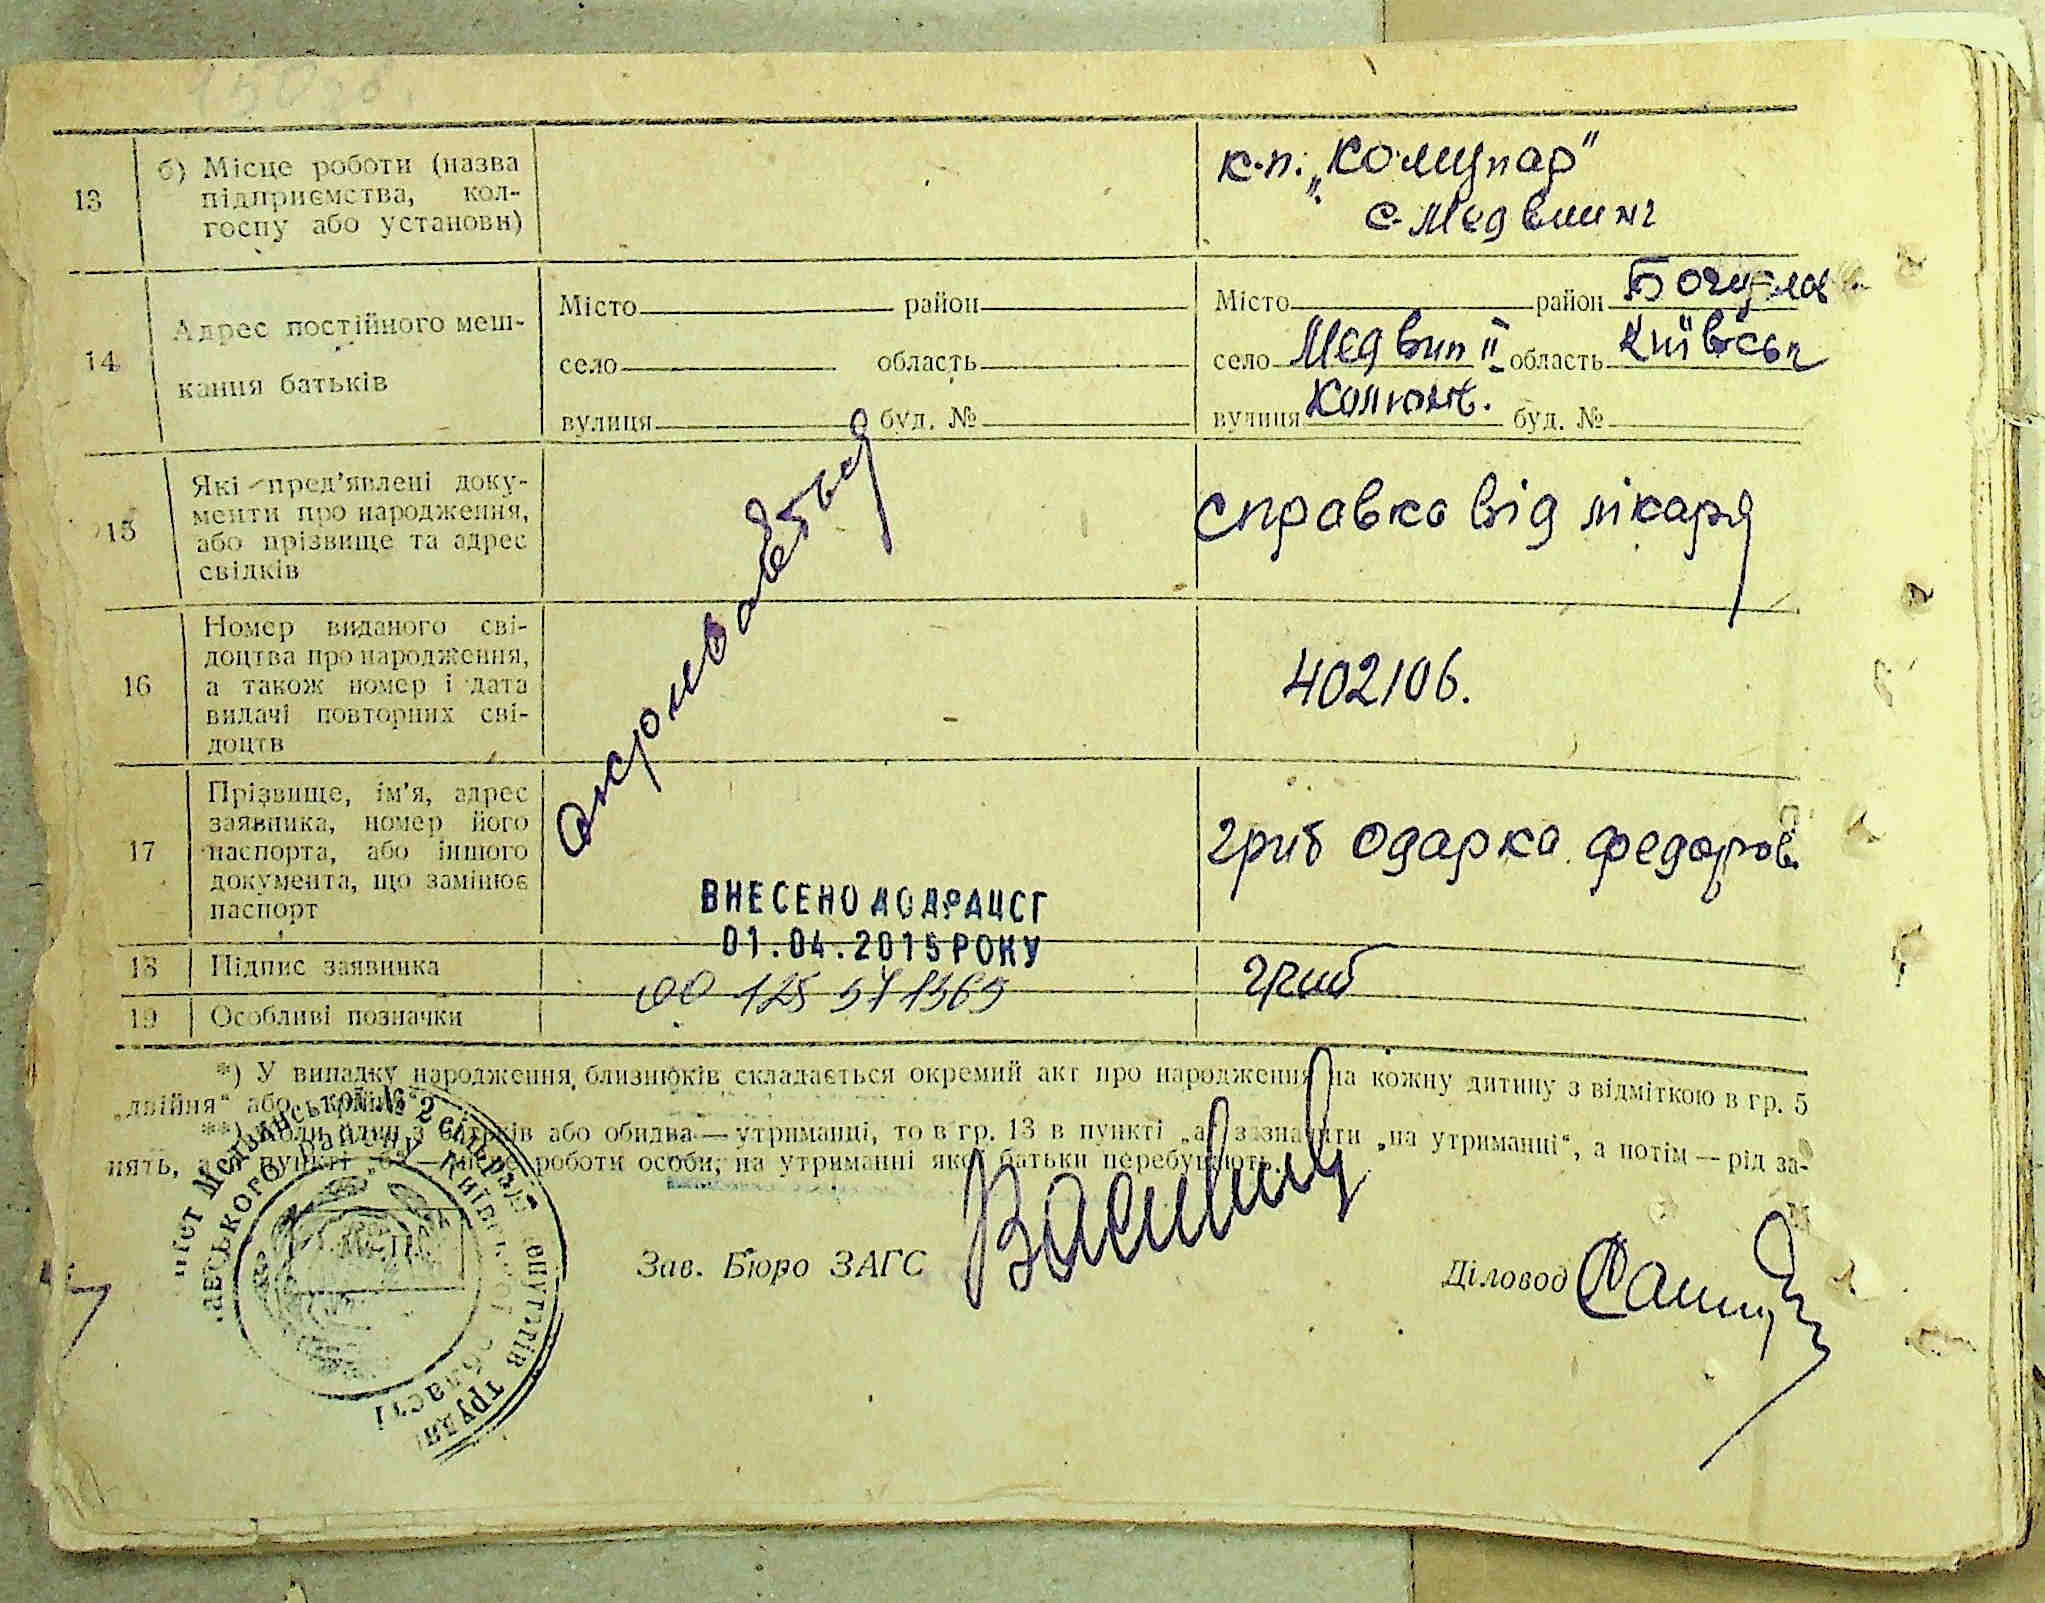 13
б) Місце роботи (назва
підприємства, кол-
госпу або установи)
к-п. „Комунар"
с. Медвин
14
Адрес постійного меш-
кання батьків
Місто район
село область
вулиця буд. №
Місто район Богуслав
село Медвин II область Київськ
вулиця буд. №
15
Які пред'явлені доку-
менти про народження,
або прізвище та адрес
свідків
справка від лікаря
16
Номер виданого сві-
доцтва про народження,
а також номер і дата
видачі повторних сві-
доцтв
402106.
17
Прізвище, ім'я, адрес
заявника, номер його
паспорта, або іншого
документа, що замінює
паспорт
гриб Одарка Федоров
ВНЕСЕНО ДО ДРАЦСГ
01.04.2015 РОКУ
18
Підпис заявника
гриб
19
Особливі позначки
*) У випадку народження близнюків складається окремий акт про народження на кожну дитину з відміткою в гр. 5
„двійня" або
**) Коли один з батьків або обидва — утриманці, то в гр. 13 в пункті „а" зазначити „на утриманні", а потім — рід за-
нять, а в пункті „б" — місце роботи особи, на утриманні якої батьки перебувають.
Зав. Бюро ЗАГС
Діловод